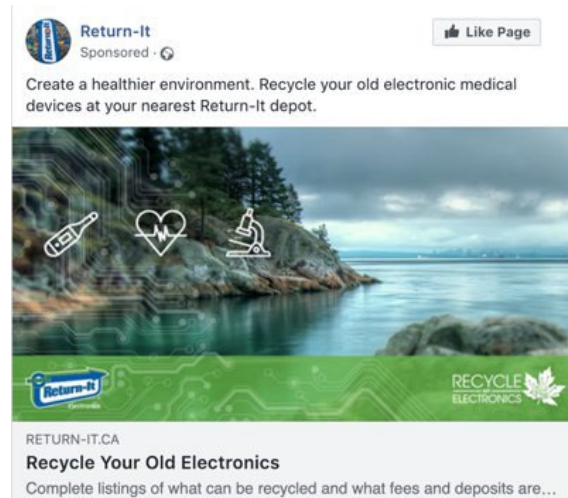 Return-It
Like Page
Sponsored ·
Create a healthier environment. Recycle your old electronic medical
devices at your nearest Return-It depot.
Return-It
Electronics
RECYCLE
MY
ELECTRONICS
RETURN-IT.CA
Recycle Your Old Electronics
Complete listings of what can be recycled and what fees and deposits are...